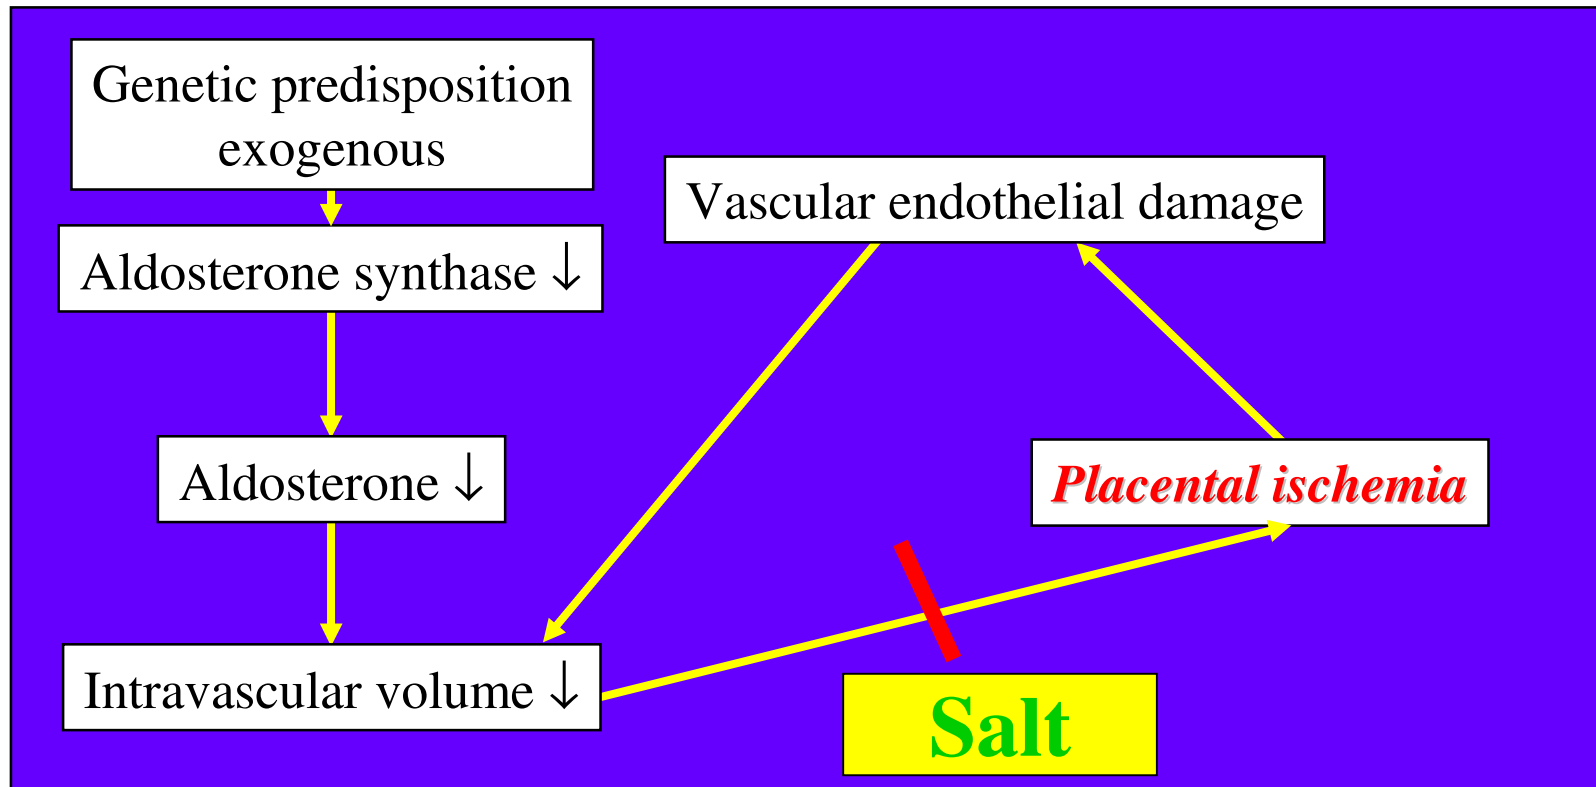 Genetic predisposition
exogenous
Vascular endothelial damage
Aldosterone synthase ↓
Aldosterone ↓
Placental ischemia
Intravascular volume ↓
Salt